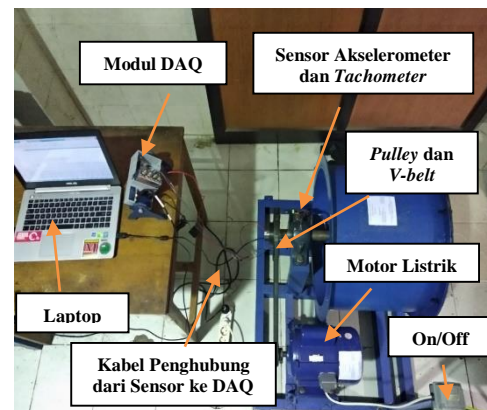 Modul DAQ
Sensor Akselerometer
dan Tachometer
Pulley dan
V-belt
Motor Listrik
Laptop
Kabel Penghubung
dari Sensor ke DAQ
On/Off